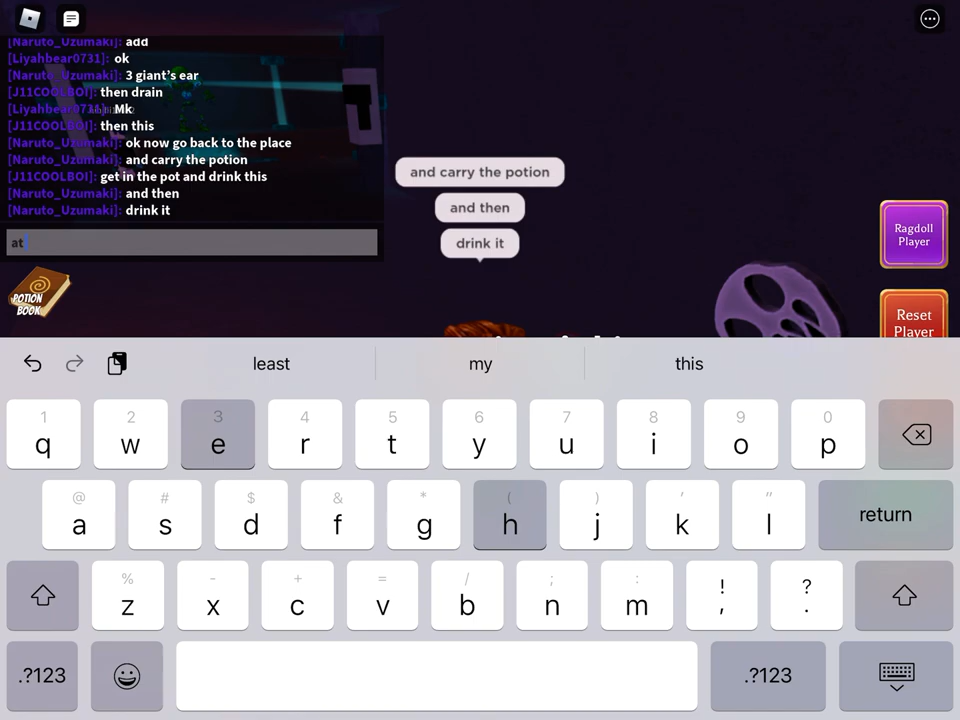 [Naruto_Uzumaki]: add
[Liyahbear0731]: ok
[Naruto_Uzumaki]: 3 giant's ear
[J11COOLBOI]: then drain
[Liyahbear0731]: Mk
[J11COOLBOI]: then this
[Naruto_Uzumaki]: ok now go back to the place
[Naruto_Uzumaki]: and carry the potion
[J11COOLBOI]: get in the pot and drink this
[Naruto_Uzumaki]: and then
[Naruto_Uzumaki]: drink it
at
and carry the potion
and then
drink it
Ragdoll
Player
Reset
Player
POTION
BOOK
least my this
1 2 3 4 5 6 7 8 9 0
q w e r t y u i o p
@ # $ & * ( ) ' "
a s d f g h j k l return
% - + = / ; : ! ?
z x c v b n m , .
.?123 .?123